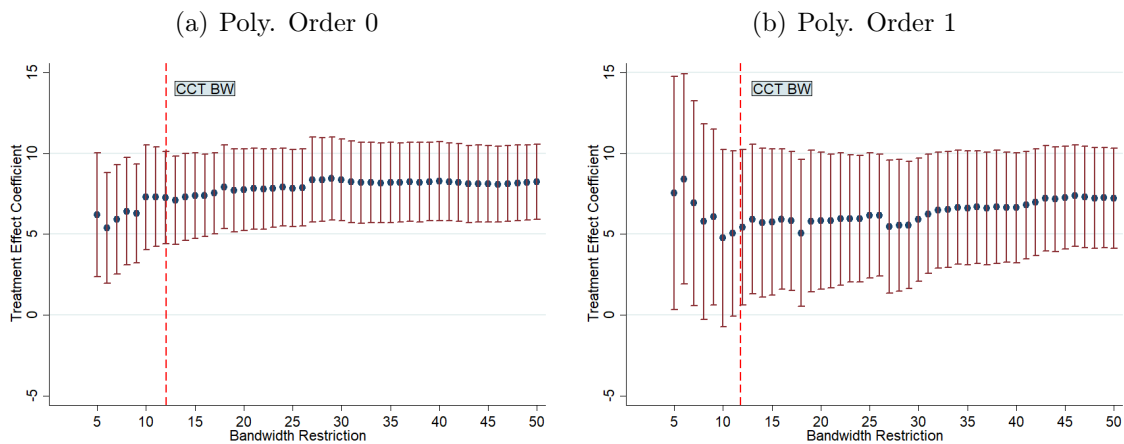 (a) Poly. Order 0
Treatment Effect Coefficient
15
10
5
0
-5
CCT BW
5 10 15 20 25 30 35 40 45 50
Bandwidth Restriction
(b) Poly. Order 1
Treatment Effect Coefficient
15
10
5
0
-5
CCT BW
5 10 15 20 25 30 35 40 45 50
Bandwidth Restriction